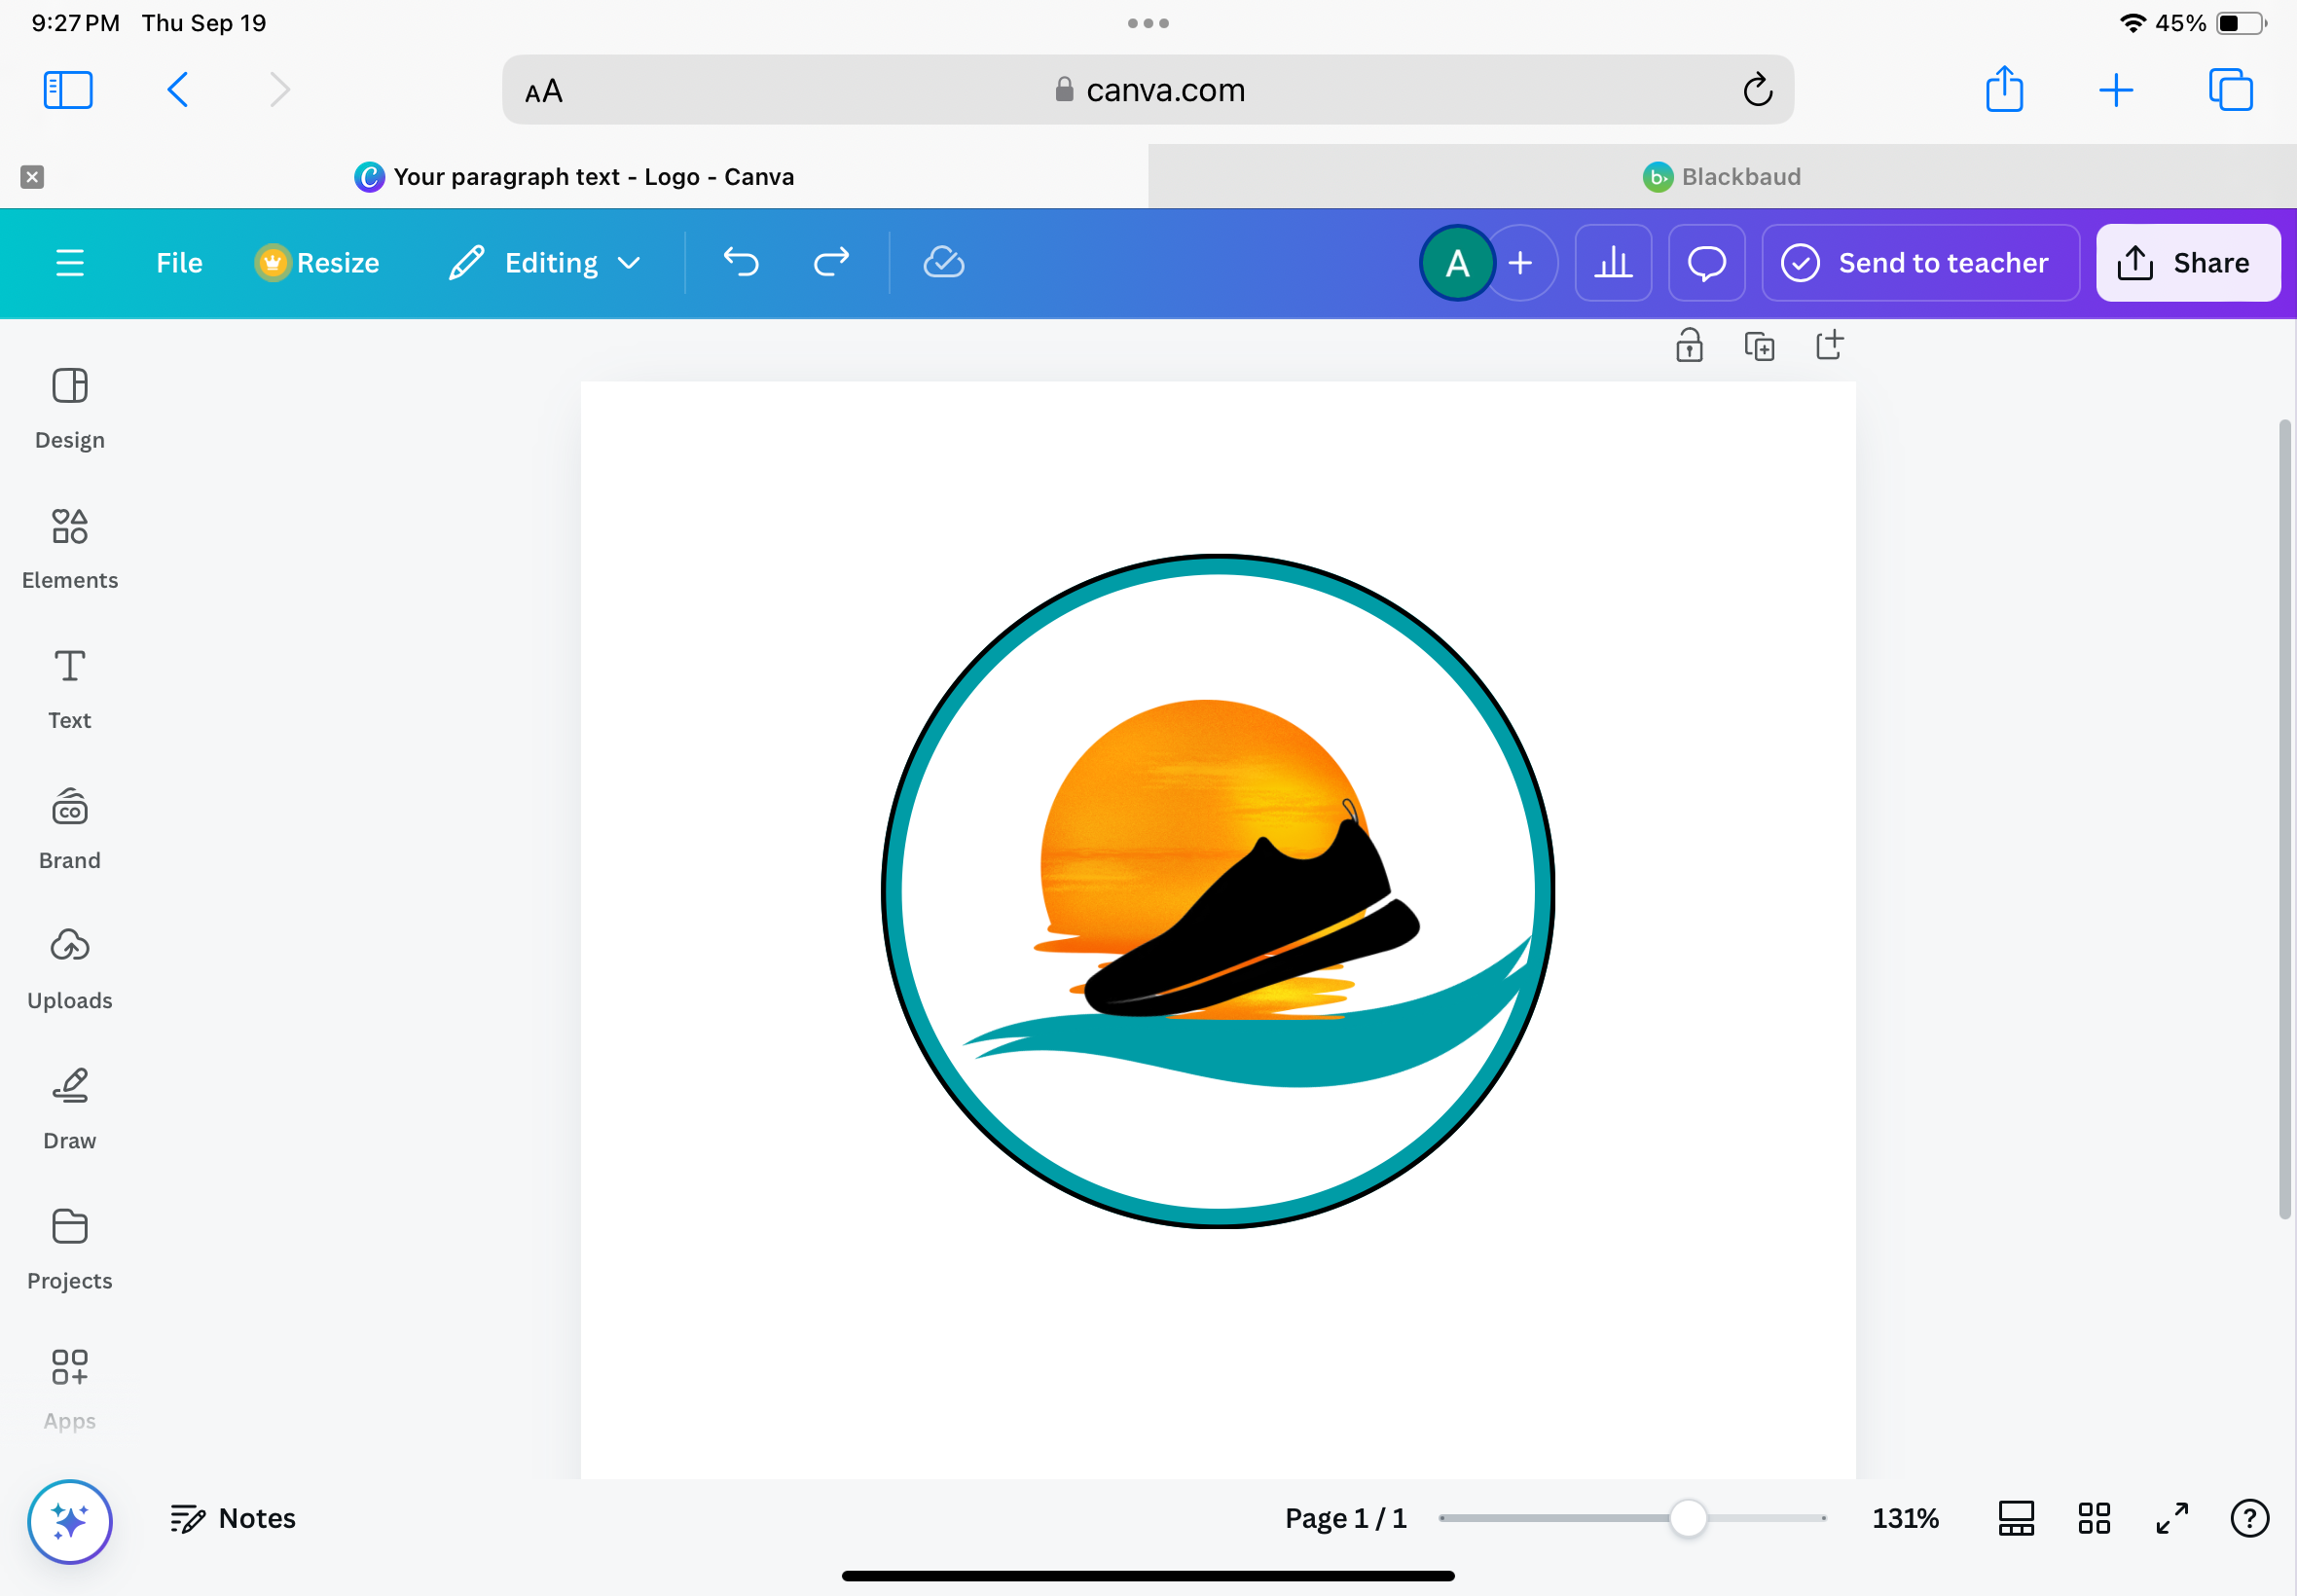 9:27 PM Thu Sep 19
45%
AA
canva.com
Your paragraph text - Logo - Canva
Blackbaud
File
Resize
Editing
A
Send to teacher
Share
Design
Elements
Text
CO
Brand
Uploads
Draw
Projects
Apps
Notes
Page 1 / 1
131%